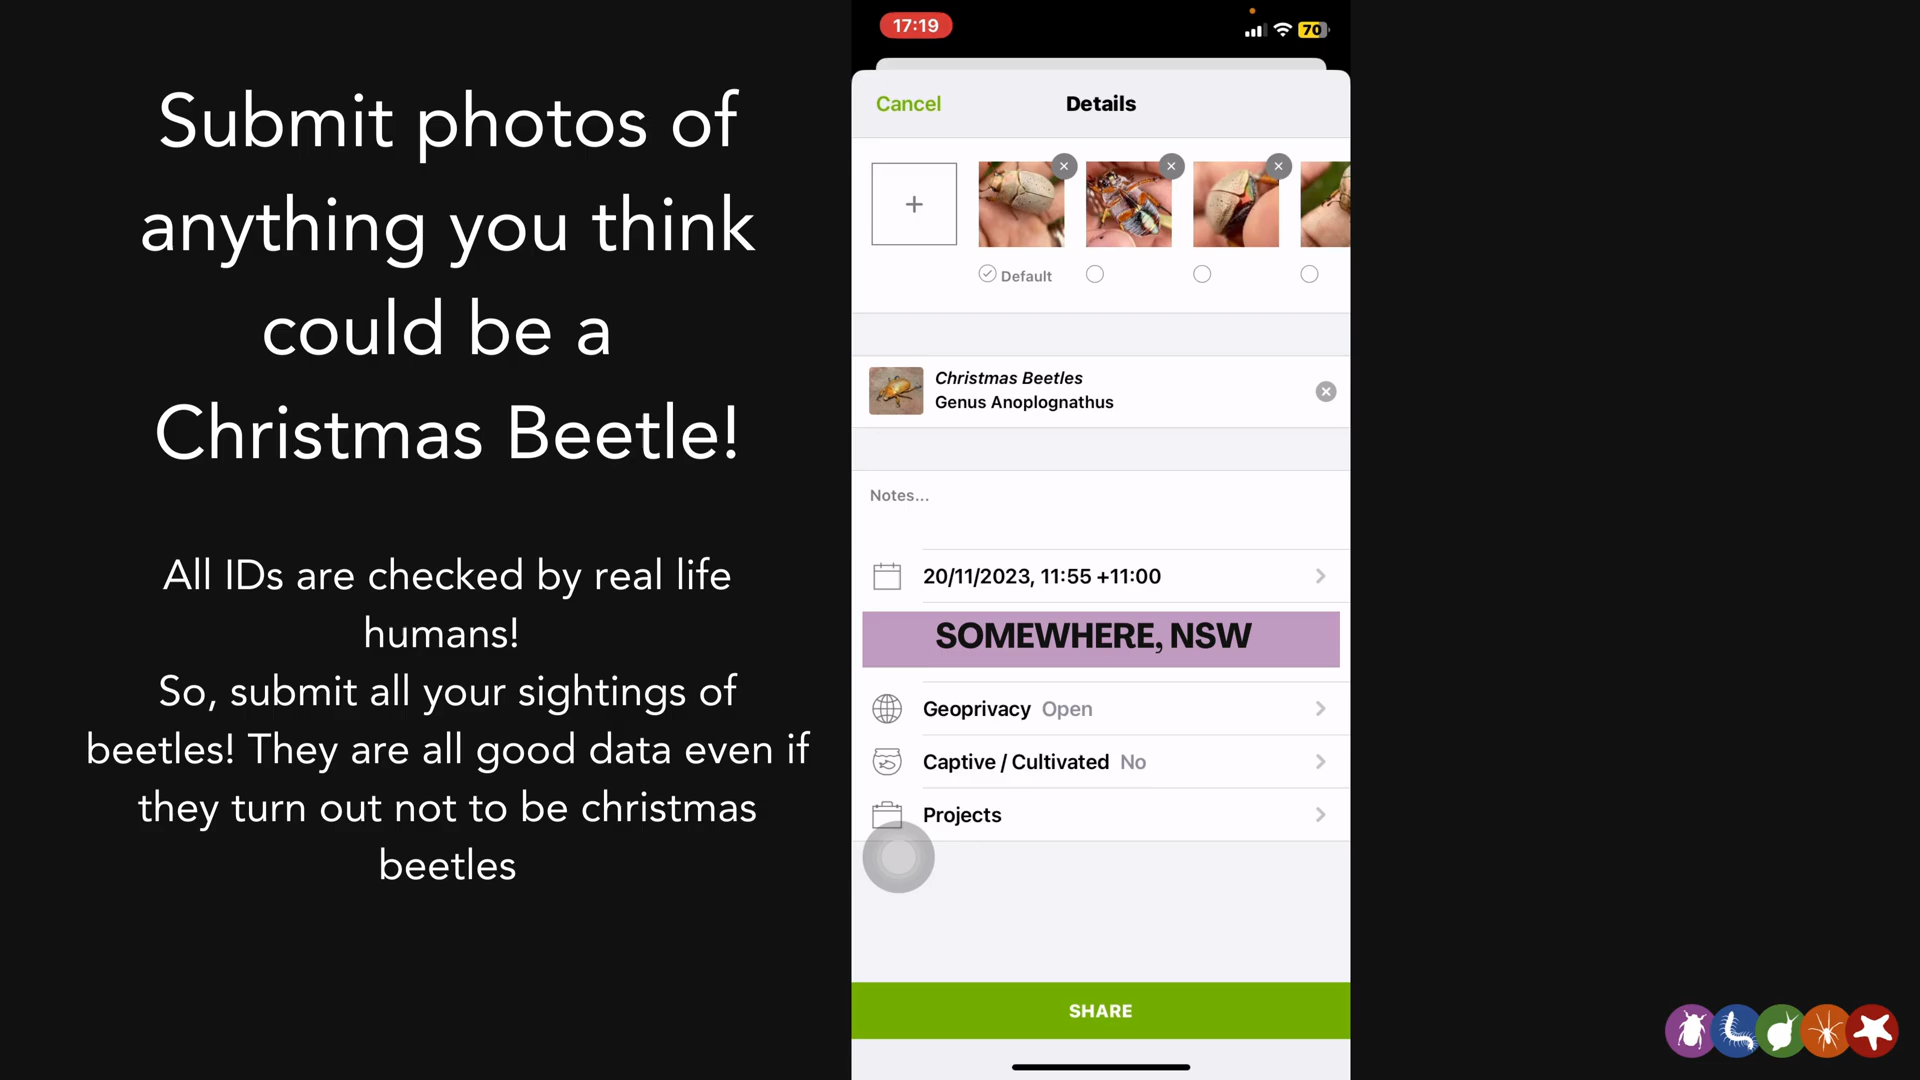 Submit photos of
anything you think
could be a
Christmas Beetle!
All IDs are checked by real life
humans!
So, submit all your sightings of
beetles! They are all good data even if
they turn out not to be christmas
beetles
17:19
70
Cancel
Details
Default
Christmas Beetles
Genus Anoplognathus
Notes...
20/11/2023, 11:55 +11:00
SOMEWHERE, NSW
Geoprivacy Open
Captive / Cultivated No
Projects
SHARE